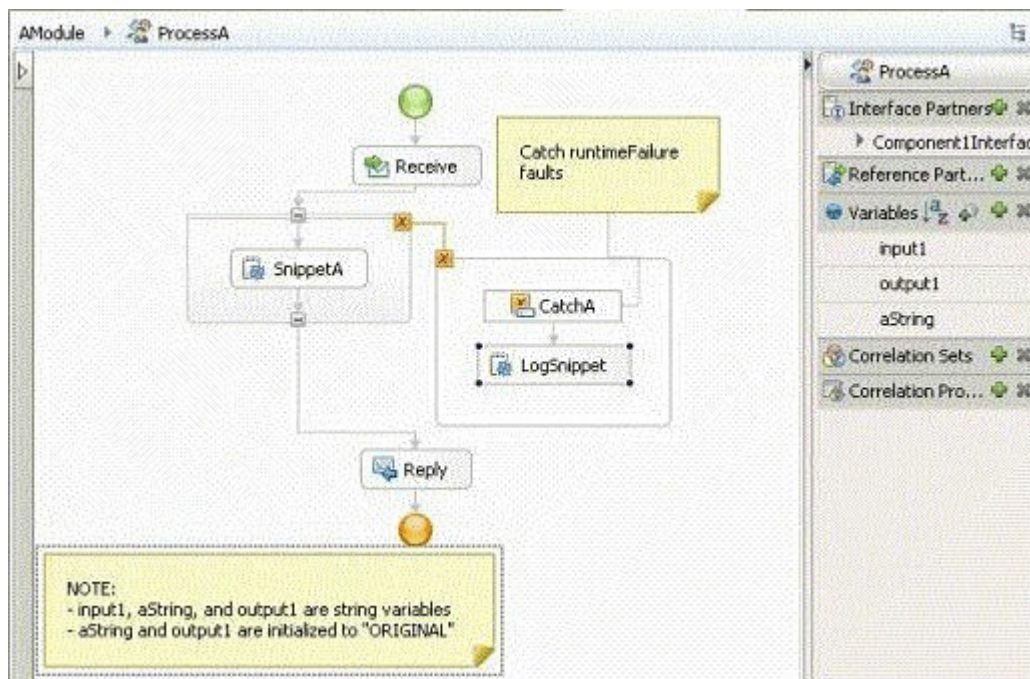 AModule ProcessA
Receive
Catch runtimeFailure
faults
SnippetA
CatchA
LogSnippet
Reply
NOTE:
- input1, aString, and output1 are string variables
- aString and output1 are initialized to "ORIGINAL"
ProcessA
Interface Partners
Component1Interfac
Reference Part...
Variables
input1
output1
aString
Correlation Sets
Correlation Pro...